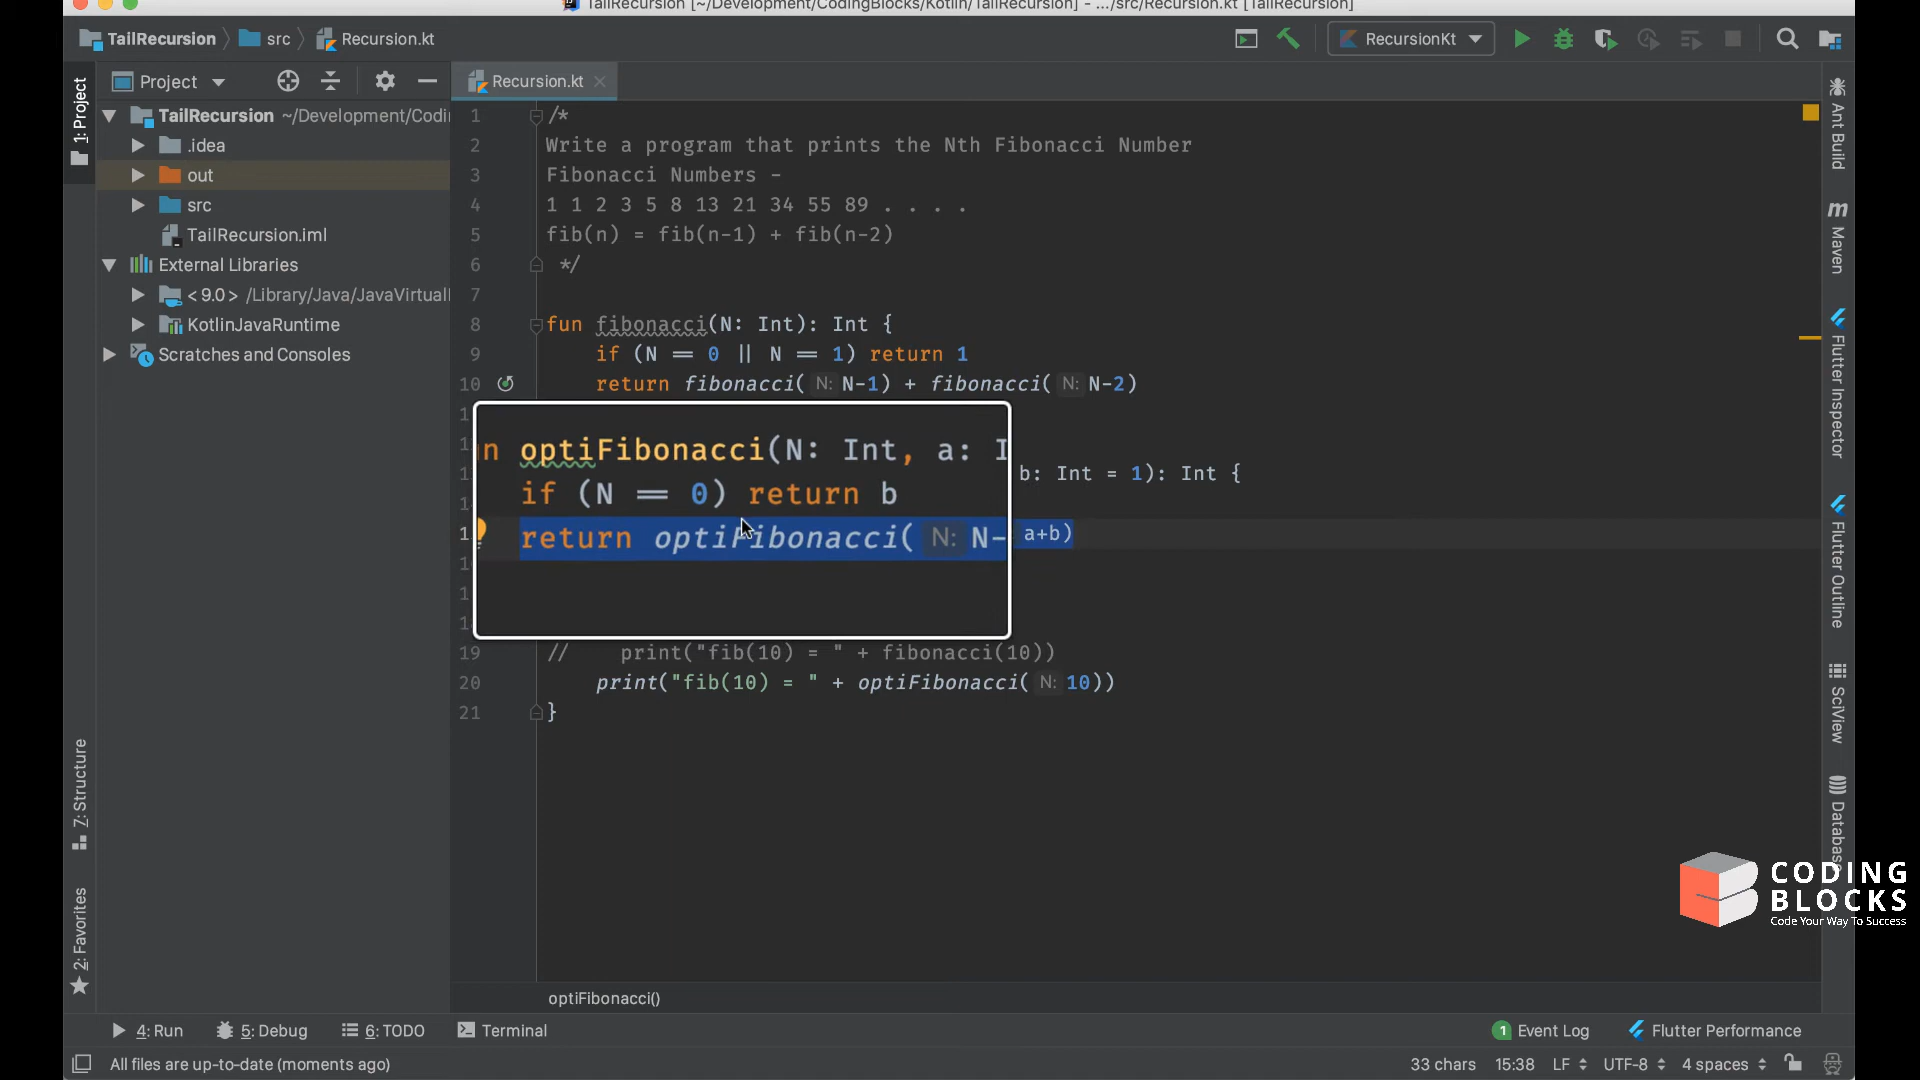 TailRecursion [~/Development/CodingBlocks/Kotlin/TailRecursion] - .../src/Recursion.kt [TailRecursion]
TailRecursion src Recursion.kt
RecursionKt
Project
Recursion.kt
1: Project
TailRecursion ~/Development/Codi
.idea
out
src
TailRecursion.iml
External Libraries
< 9.0 > /Library/Java/JavaVirtual
KotlinJavaRuntime
Scratches and Consoles
1 /*
2 Write a program that prints the Nth Fibonacci Number
3 Fibonacci Numbers -
4 1 1 2 3 5 8 13 21 34 55 89 . . . .
5 fib(n) = fib(n-1) + fib(n-2)
6 */
7
8 fun fibonacci(N: Int): Int {
9 if (N == 0 || N == 1) return 1
10 return fibonacci( N: N-1) + fibonacci( N: N-2)
n optiFibonacci(N: Int, a: I
b: Int = 1): Int {
if (N == 0) return b
return optiFibonacci( N: N- a+b)
19 // print("fib(10) = " + fibonacci(10))
20 print("fib(10) = " + optiFibonacci( N: 10))
21 }
optiFibonacci()
Ant Build
Maven
Flutter Inspector
Flutter Outline
SciView
Database
CODING
BLOCKS
Code Your Way To Success
7: Structure
2: Favorites
4: Run 5: Debug 6: TODO Terminal
1 Event Log Flutter Performance
All files are up-to-date (moments ago)
33 chars 15:38 LF UTF-8 4 spaces